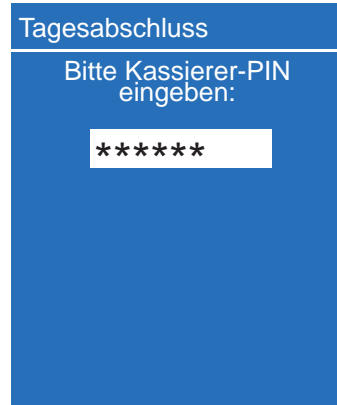 Tagesabschluss
Bitte Kassierer-PIN
eingeben:
******